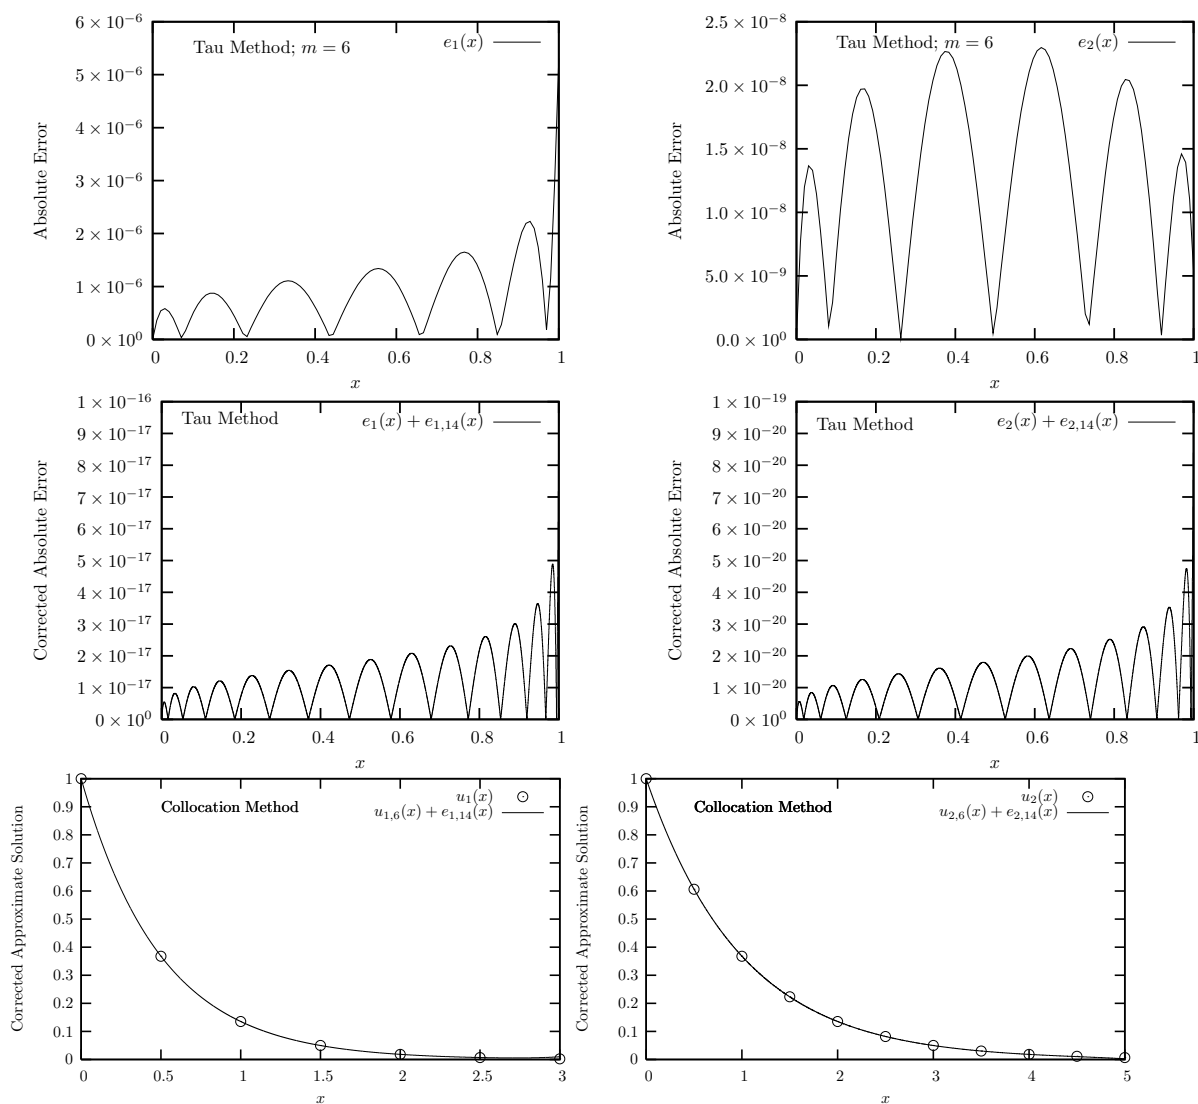 6 × 10⁻⁶
5 × 10⁻⁶
4 × 10⁻⁶
3 × 10⁻⁶
2 × 10⁻⁶
1 × 10⁻⁶
0 × 10⁰
Absolute Error
Tau Method; m = 6
e₁(x)
0 0.2 0.4 0.6 0.8 1
x
2.5 × 10⁻⁸
2.0 × 10⁻⁸
1.5 × 10⁻⁸
1.0 × 10⁻⁸
5.0 × 10⁻⁹
0.0 × 10⁰
Absolute Error
Tau Method; m = 6
e₂(x)
0 0.2 0.4 0.6 0.8 1
x
1 × 10⁻¹⁶
9 × 10⁻¹⁷
8 × 10⁻¹⁷
7 × 10⁻¹⁷
6 × 10⁻¹⁷
5 × 10⁻¹⁷
4 × 10⁻¹⁷
3 × 10⁻¹⁷
2 × 10⁻¹⁷
1 × 10⁻¹⁷
0 × 10⁰
Corrected Absolute Error
Tau Method
e₁(x) + e₁,₁₄(x)
0 0.2 0.4 0.6 0.8 1
x
1 × 10⁻¹⁹
9 × 10⁻²⁰
8 × 10⁻²⁰
7 × 10⁻²⁰
6 × 10⁻²⁰
5 × 10⁻²⁰
4 × 10⁻²⁰
3 × 10⁻²⁰
2 × 10⁻²⁰
1 × 10⁻²⁰
0 × 10⁰
Corrected Absolute Error
Tau Method
e₂(x) + e₂,₁₄(x)
0 0.2 0.4 0.6 0.8 1
x
1
0.9
0.8
0.7
0.6
0.5
0.4
0.3
0.2
0.1
0
Corrected Approximate Solution
Collocation Method
u₁(x)
u₁,₆(x) + e₁,₁₄(x)
0 0.5 1 1.5 2 2.5 3
x
1
0.9
0.8
0.7
0.6
0.5
0.4
0.3
0.2
0.1
0
Corrected Approximate Solution
Collocation Method
u₂(x)
u₂,₆(x) + e₂,₁₄(x)
0 1 2 3 4 5
x